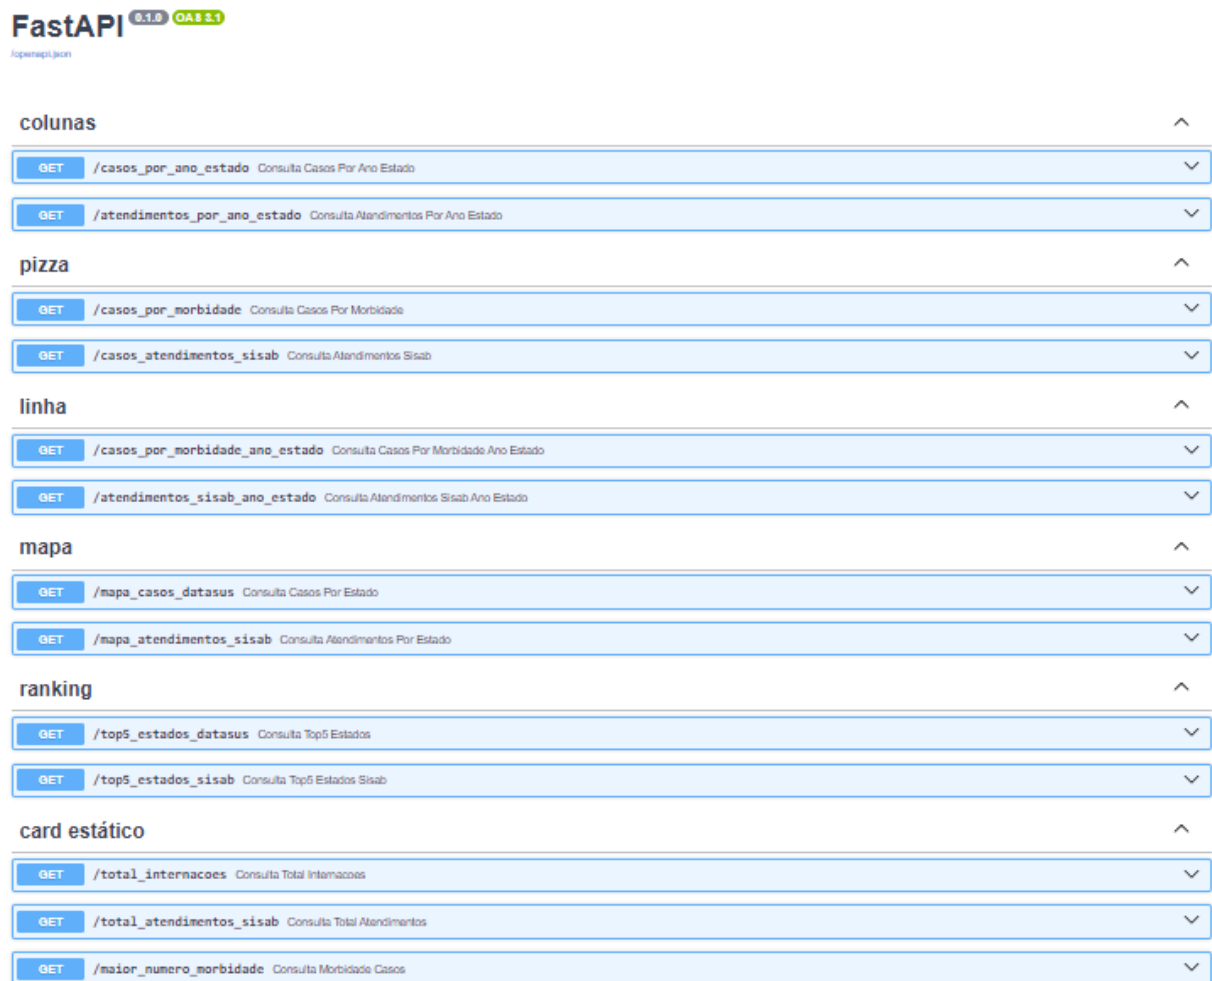 FastAPI 0.1.0 OAS 3.1
/openapi.json
colunas
GET /casos_por_ano_estado Consulta Casos Por Ano Estado
GET /atendimentos_por_ano_estado Consulta Atendimentos Por Ano Estado
pizza
GET /casos_por_morbidade Consulta Casos Por Morbidade
GET /casos_atendimentos_sisab Consulta Atendimentos Sisab
linha
GET /casos_por_morbidade_ano_estado Consulta Casos Por Morbidade Ano Estado
GET /atendimentos_sisab_ano_estado Consulta Atendimentos Sisab Ano Estado
mapa
GET /mapa_casos_datasus Consulta Casos Por Estado
GET /mapa_atendimentos_sisab Consulta Atendimentos Por Estado
ranking
GET /top5_estados_datasus Consulta Top5 Estados
GET /top5_estados_sisab Consulta Top5 Estados Sisab
card estático
GET /total_internacoes Consulta Total Internacoes
GET /total_atendimentos_sisab Consulta Total Atendimentos
GET /maior_numero_morbidade Consulta Morbidade Casos